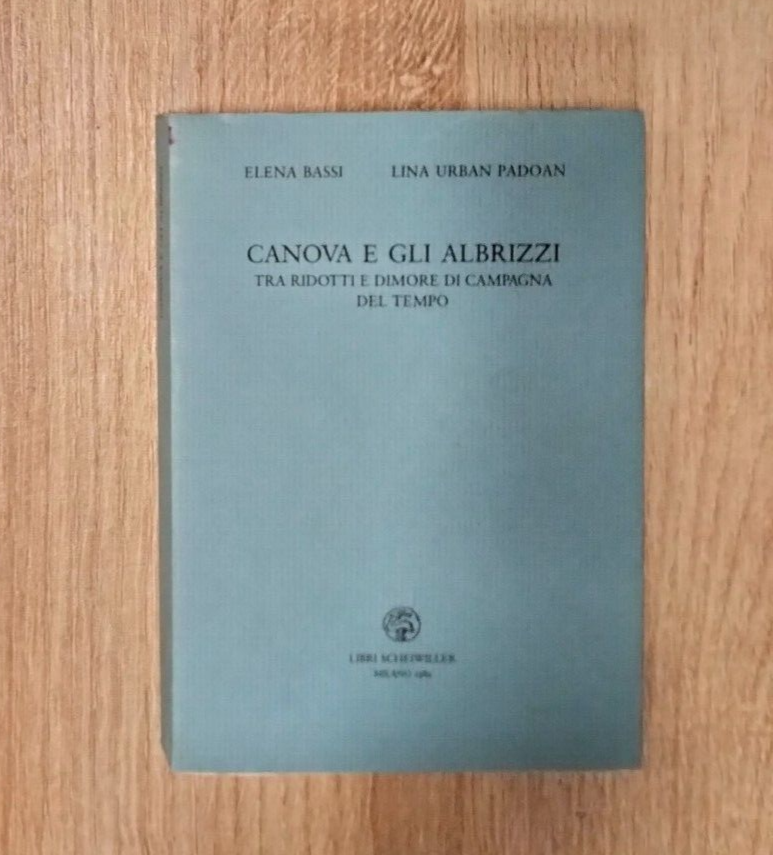 ELENA BASSI LINA URBAN PADOAN
CANOVA E GLI ALBRIZZI
TRA RIDOTTI E DIMORE DI CAMPAGNA
DEL TEMPO
LIBRI SCHEIWILLER
MILANO